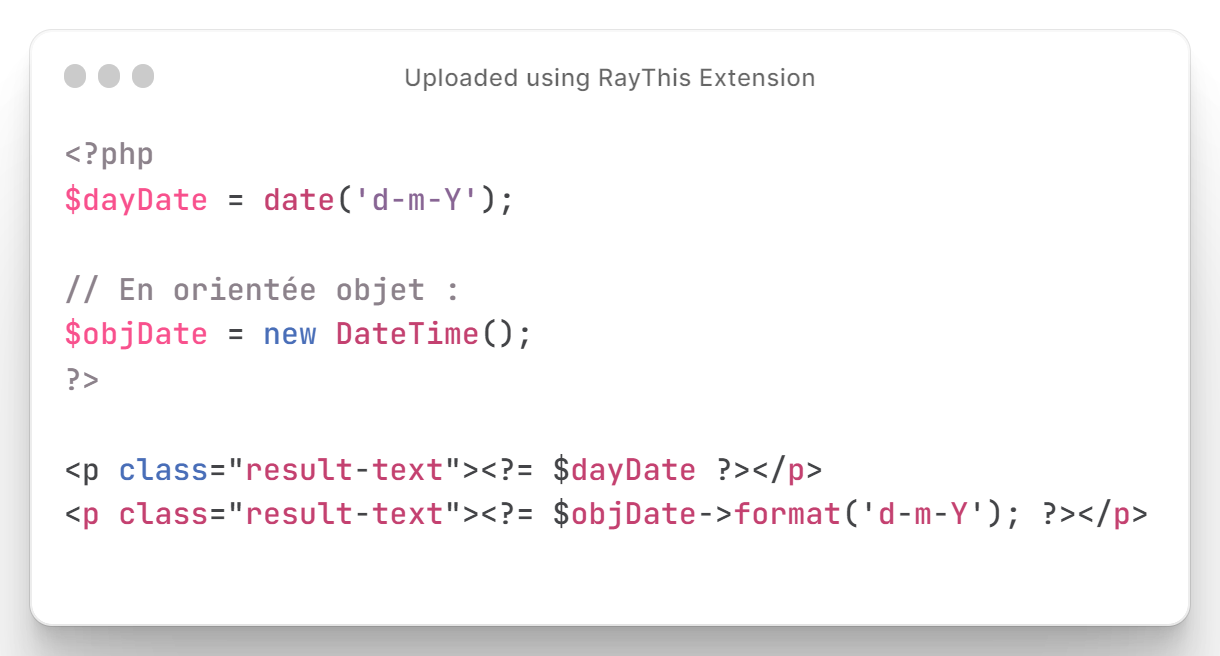 Uploaded using RayThis Extension
<?php
$dayDate = date('d-m-Y');
// En orientée objet :
$objDate = new DateTime();
?>
<p class="result-text"><?= $dayDate ?></p>
<p class="result-text"><?= $objDate->format('d-m-Y'); ?></p>